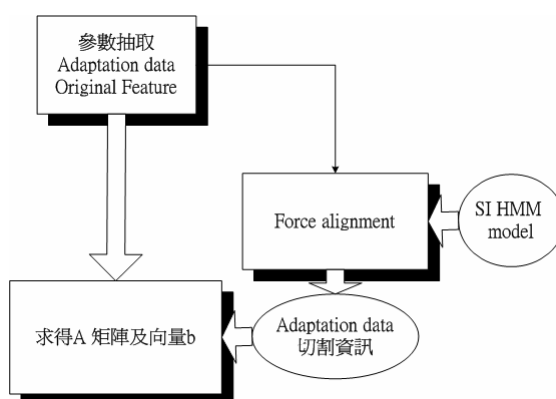 參數抽取
Adaptation data
Original Feature
Force alignment
SI HMM
model
Adaptation data
切割資訊
求得A 矩陣及向量b